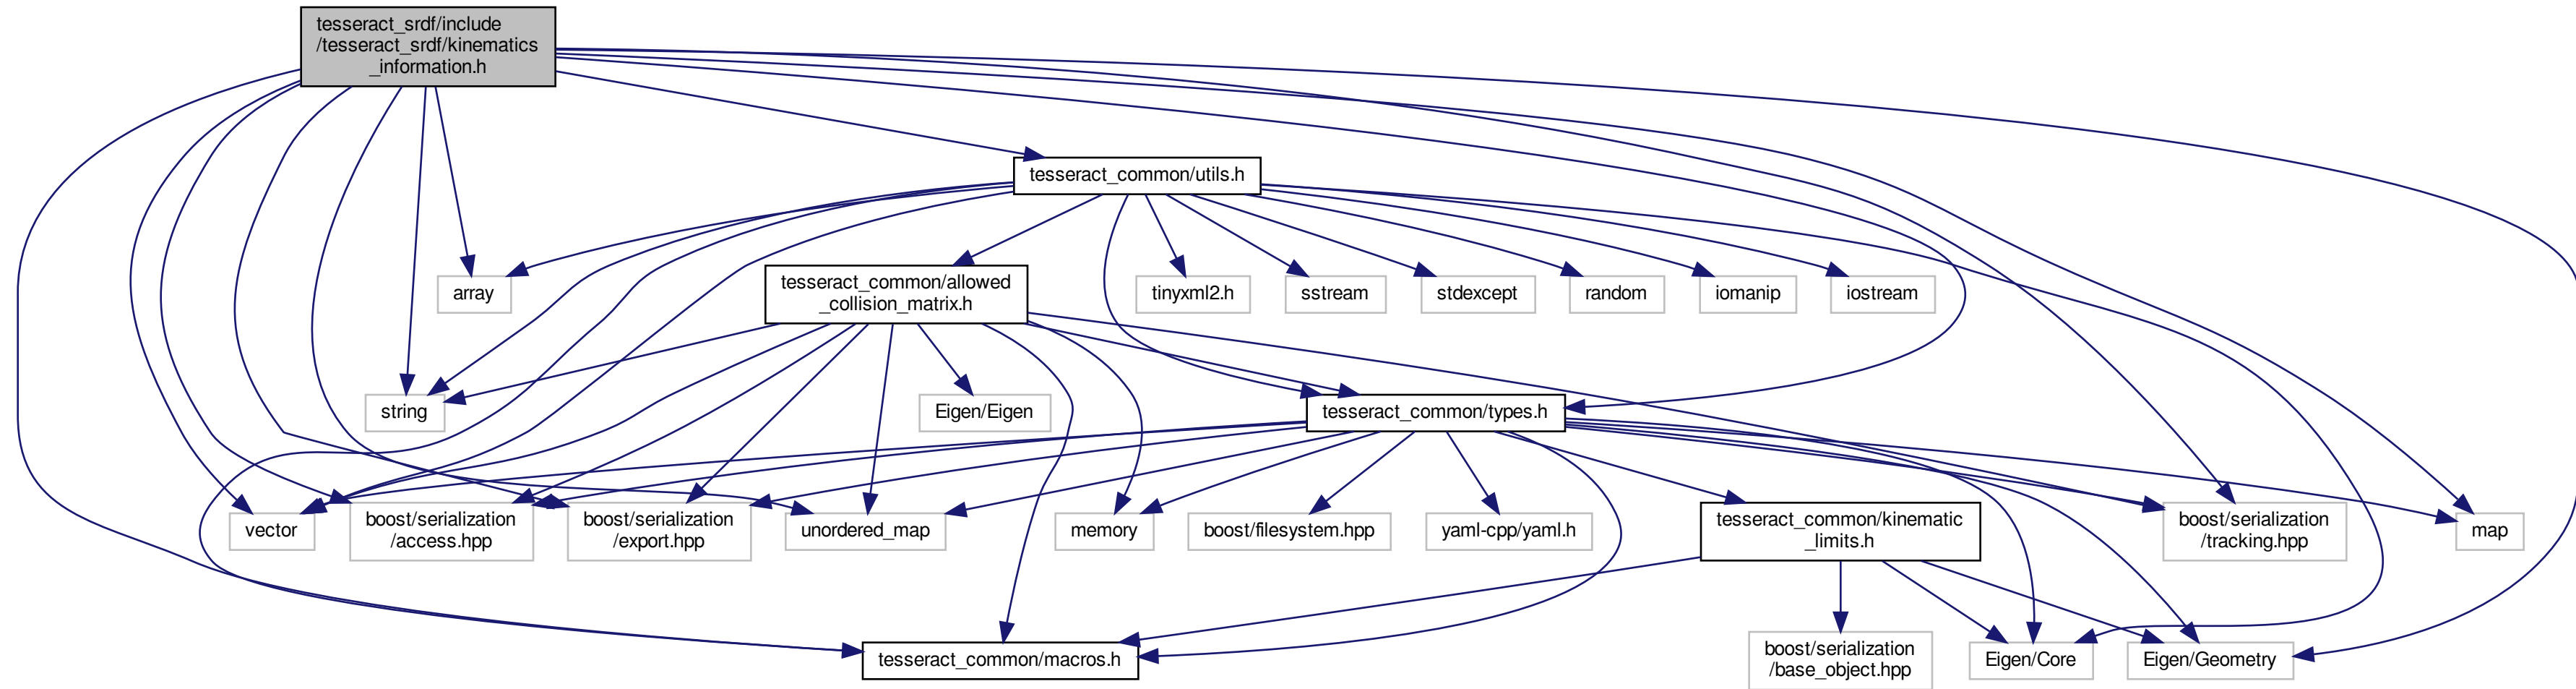 tesseract_srdf/include
/tesseract_srdf/kinematics
_information.h
tesseract_common/utils.h
array
tesseract_common/allowed
_collision_matrix.h
tinyxml2.h
sstream
stdexcept
random
iomanip
iostream
string
Eigen/Eigen
tesseract_common/types.h
vector
boost/serialization
/access.hpp
boost/serialization
/export.hpp
unordered_map
memory
boost/filesystem.hpp
yaml-cpp/yaml.h
tesseract_common/kinematic
_limits.h
boost/serialization
/tracking.hpp
map
tesseract_common/macros.h
boost/serialization
/base_object.hpp
Eigen/Core
Eigen/Geometry